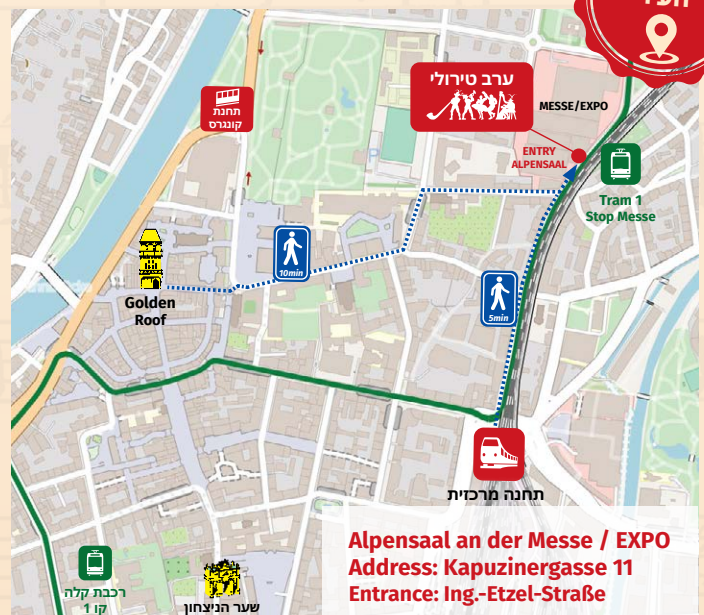 העיר
ערב טירולי
MESSE/EXPO
תחנת
קונגרס
ENTRY
ALPENSAAL
Tram 1
Stop Messe
10min
Golden
Roof
5min
תחנה מרכזית
רכבת קלה
קו 1
שער הניצחון
Alpensaal an der Messe / EXPO
Address: Kapuzinergasse 11
Entrance: Ing.-Etzel-Straße